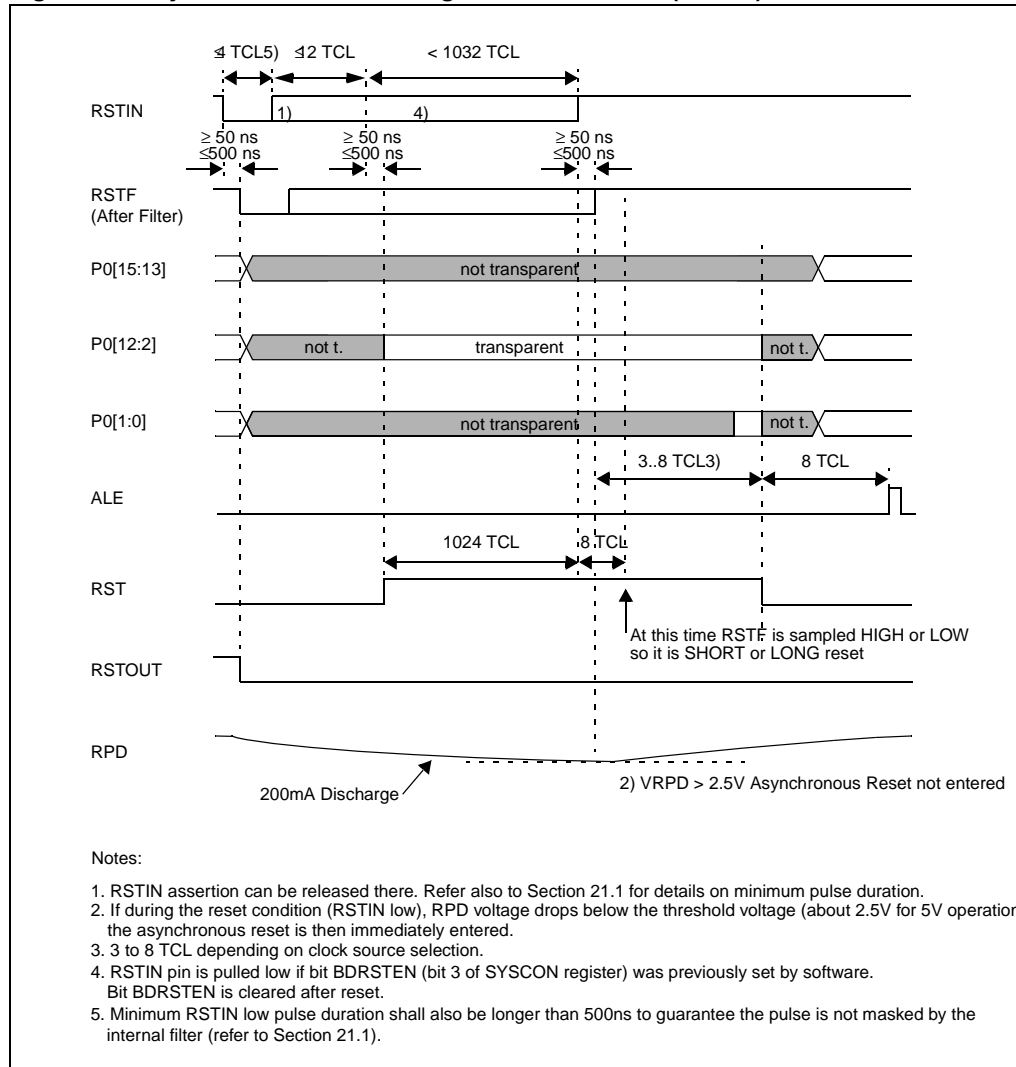 ≤4 TCL5) ≤12 TCL < 1032 TCL
RSTIN
1) 4)
≥ 50 ns ≥ 50 ns ≥ 50 ns
≤500 ns ≤500 ns ≤500 ns
RSTF
(After Filter)
P0[15:13] not transparent
P0[12:2] not t. transparent not t.
P0[1:0] not transparent not t.
3..8 TCL3) 8 TCL
ALE
1024 TCL 8 TCL
RST
At this time RSTF is sampled HIGH or LOW
so it is SHORT or LONG reset
RSTOUT
RPD
200mA Discharge
2) VRPD > 2.5V Asynchronous Reset not entered
Notes:
1. RSTIN assertion can be released there. Refer also to Section 21.1 for details on minimum pulse duration.
2. If during the reset condition (RSTIN low), RPD voltage drops below the threshold voltage (about 2.5V for 5V operation
the asynchronous reset is then immediately entered.
3. 3 to 8 TCL depending on clock source selection.
4. RSTIN pin is pulled low if bit BDRSTEN (bit 3 of SYSCON register) was previously set by software.
Bit BDRSTEN is cleared after reset.
5. Minimum RSTIN low pulse duration shall also be longer than 500ns to guarantee the pulse is not masked by the
internal filter (refer to Section 21.1).